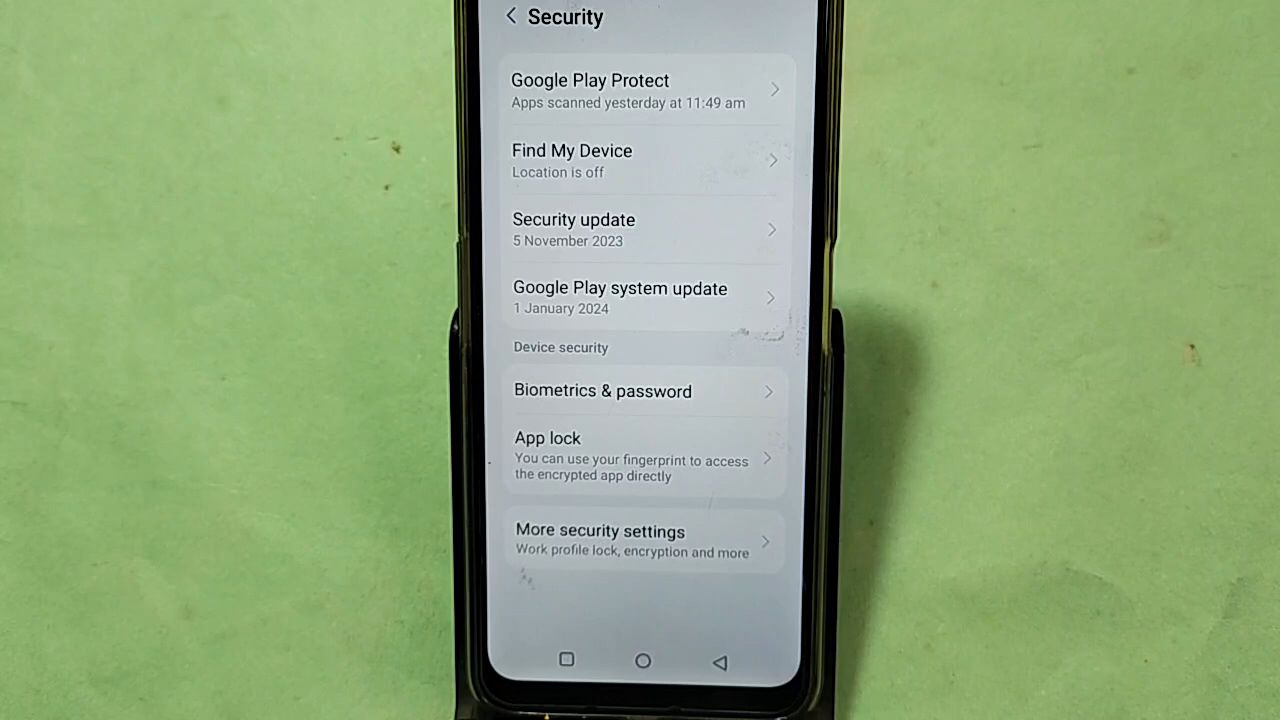 Security
Google Play Protect
Apps scanned yesterday at 11:49 am
Find My Device
Location is off
Security update
5 November 2023
Google Play system update
1 January 2024
Device security
Biometrics & password
App lock
You can use your fingerprint to access
the encrypted app directly
More security settings
Work profile lock, encryption and more